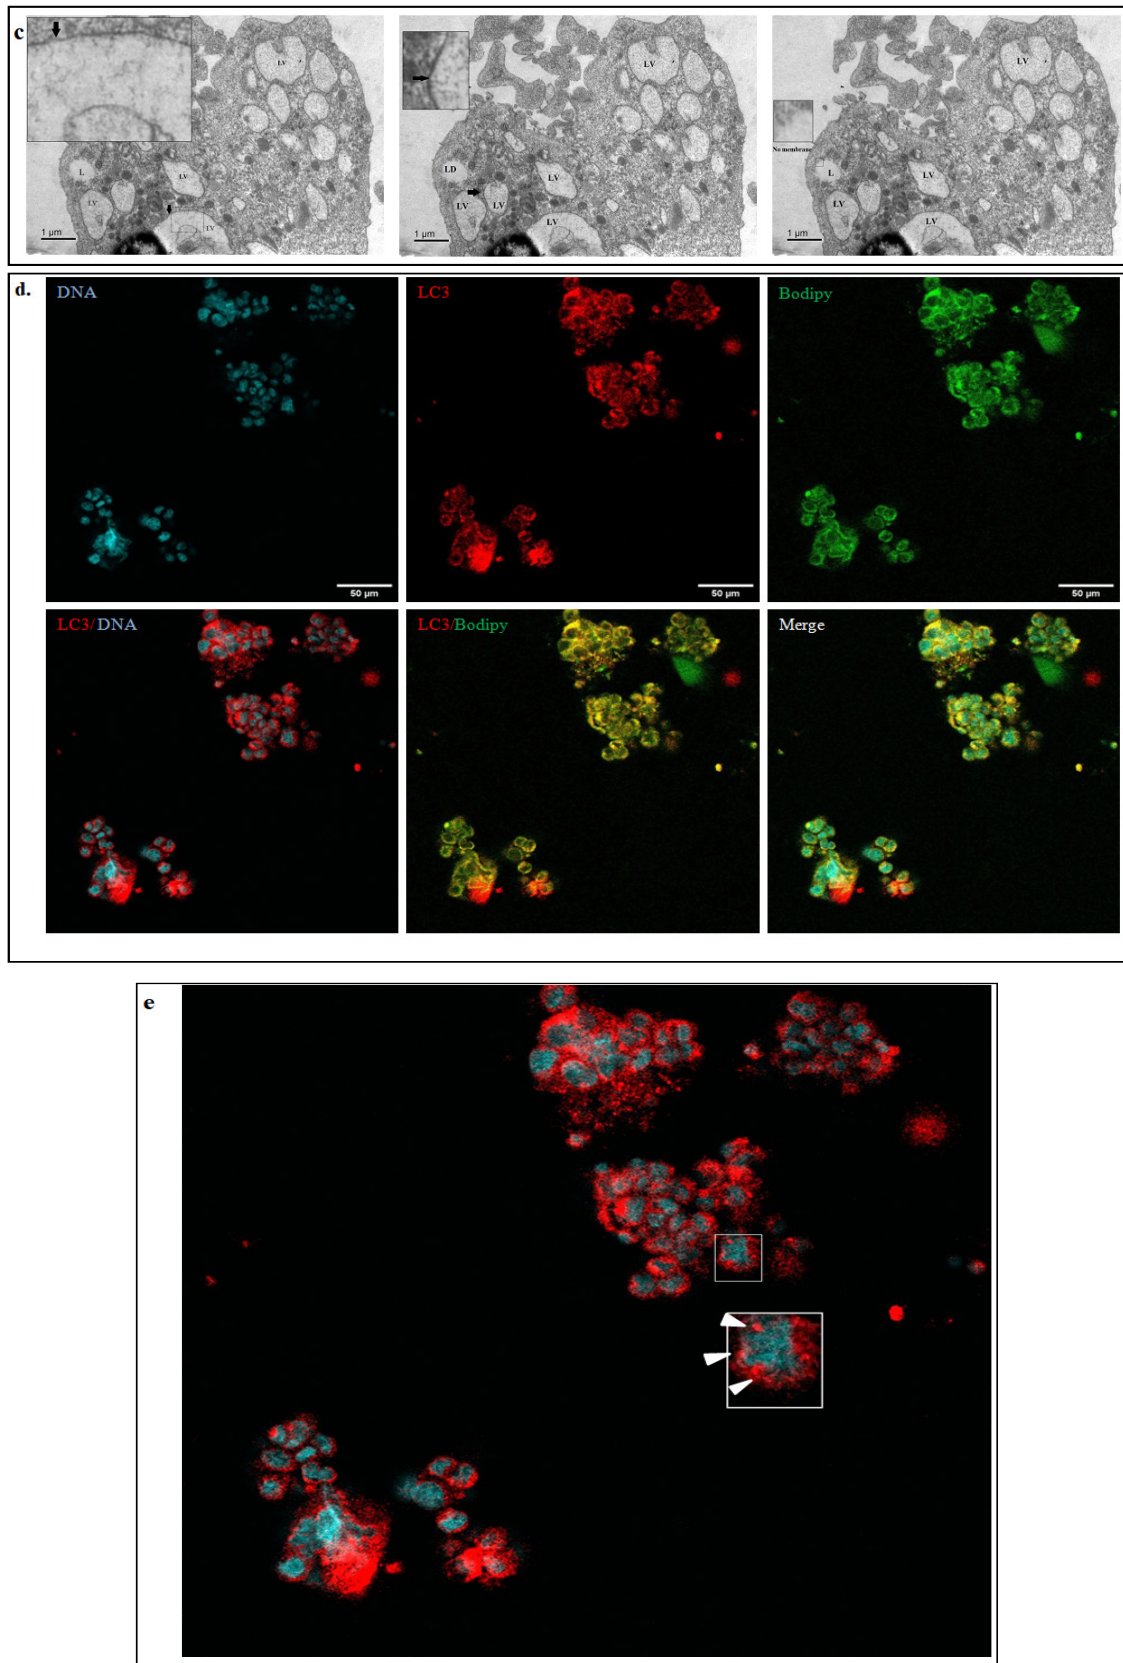 c
LV
L
LV
LV
LV
1 µm
LV
LD
LV
LV
LV
LV
1 µm
LV
No membrane
L
LV
LV
1 µm
d.
DNA
LC3
Bodipy
50 µm
50 µm
50 µm
LC3/DNA
LC3/Bodipy
Merge
e